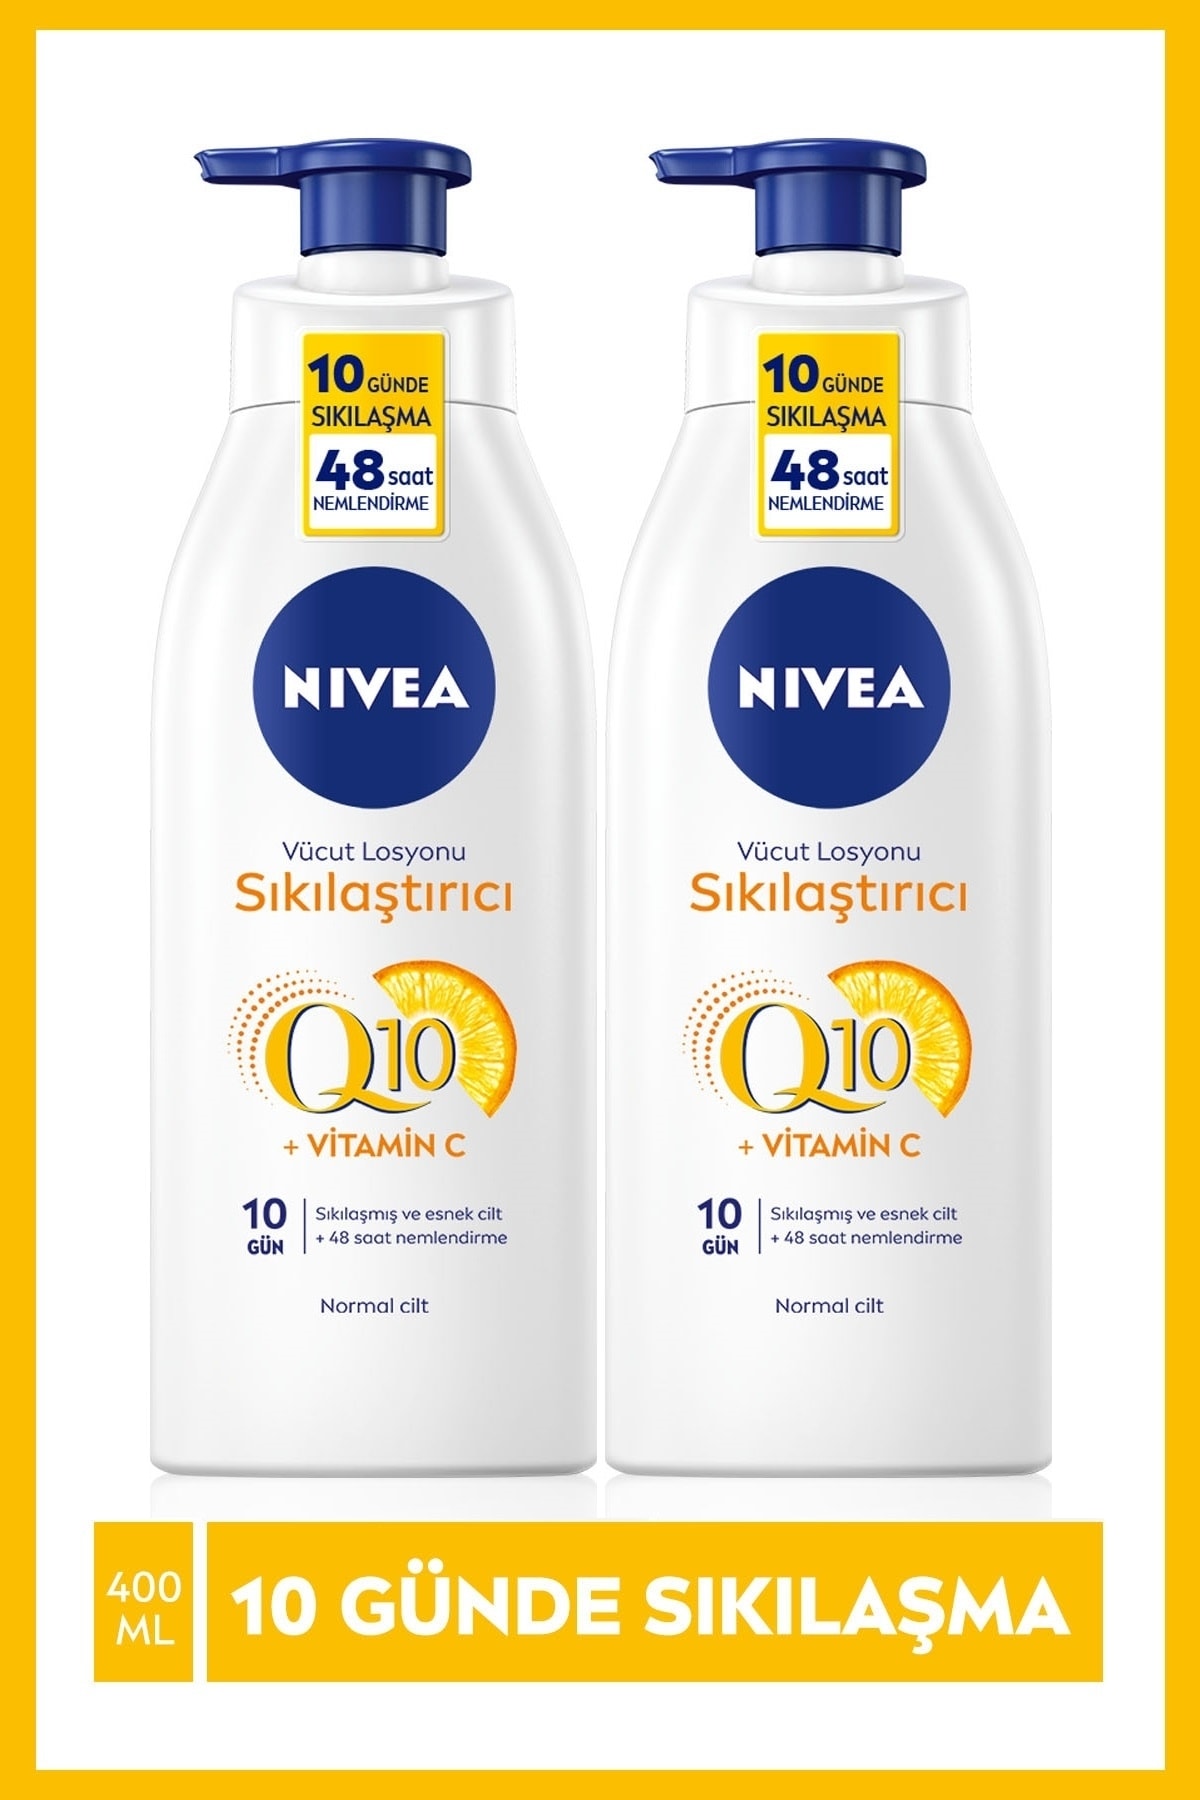 10 GÜNDE
SIKILAŞMA
48 saat
NEMLENDİRME
NIVEA
Vücut Losyonu
Sıkılaştırıcı
Q10
+ VİTAMİN C
10 GÜN
Sıkılaşmış ve esnek cilt
+ 48 saat nemlendirme
Normal cilt
10 GÜNDE
SIKILAŞMA
48 saat
NEMLENDİRME
NIVEA
Vücut Losyonu
Sıkılaştırıcı
Q10
+ VİTAMİN C
10 GÜN
Sıkılaşmış ve esnek cilt
+ 48 saat nemlendirme
Normal cilt
400
ML
10 GÜNDE SIKILAŞMA